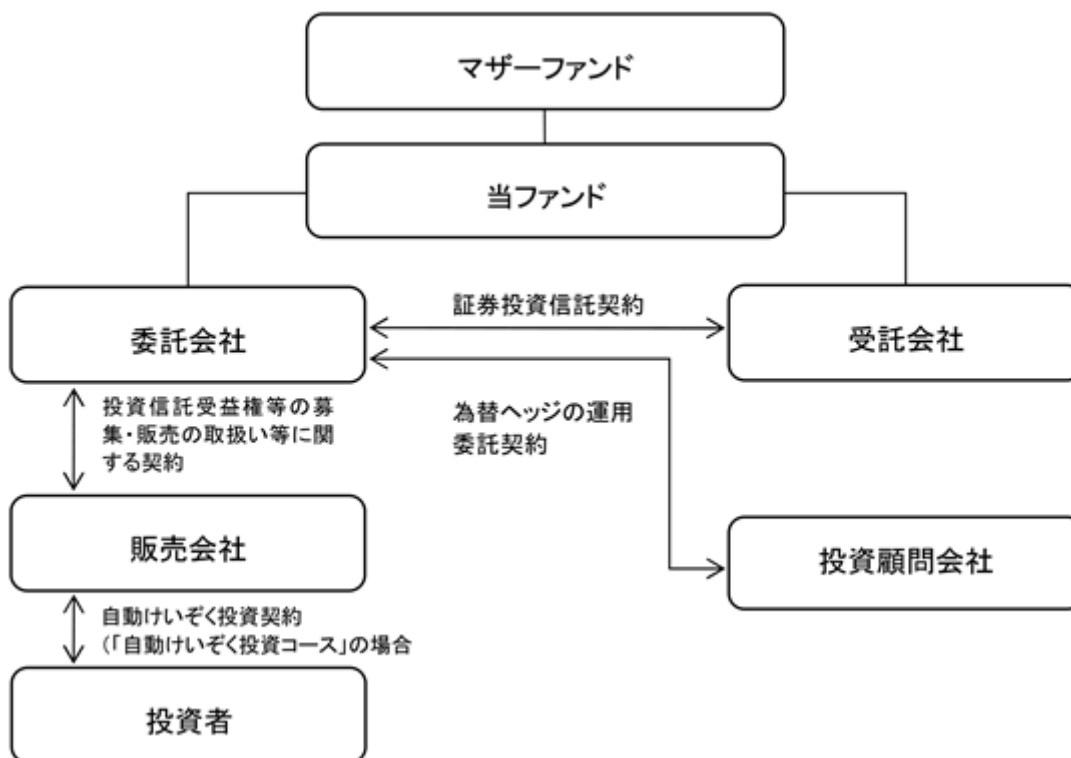 マザーファンド
当ファンド
委託会社
証券投資信託契約
受託会社
投資信託受益権等の募
集・販売の取扱い等に関
する契約
為替ヘッジの運用
委託契約
販売会社
投資顧問会社
自動けいぞく投資契約
(「自動けいぞく投資コース」の場合
投資者